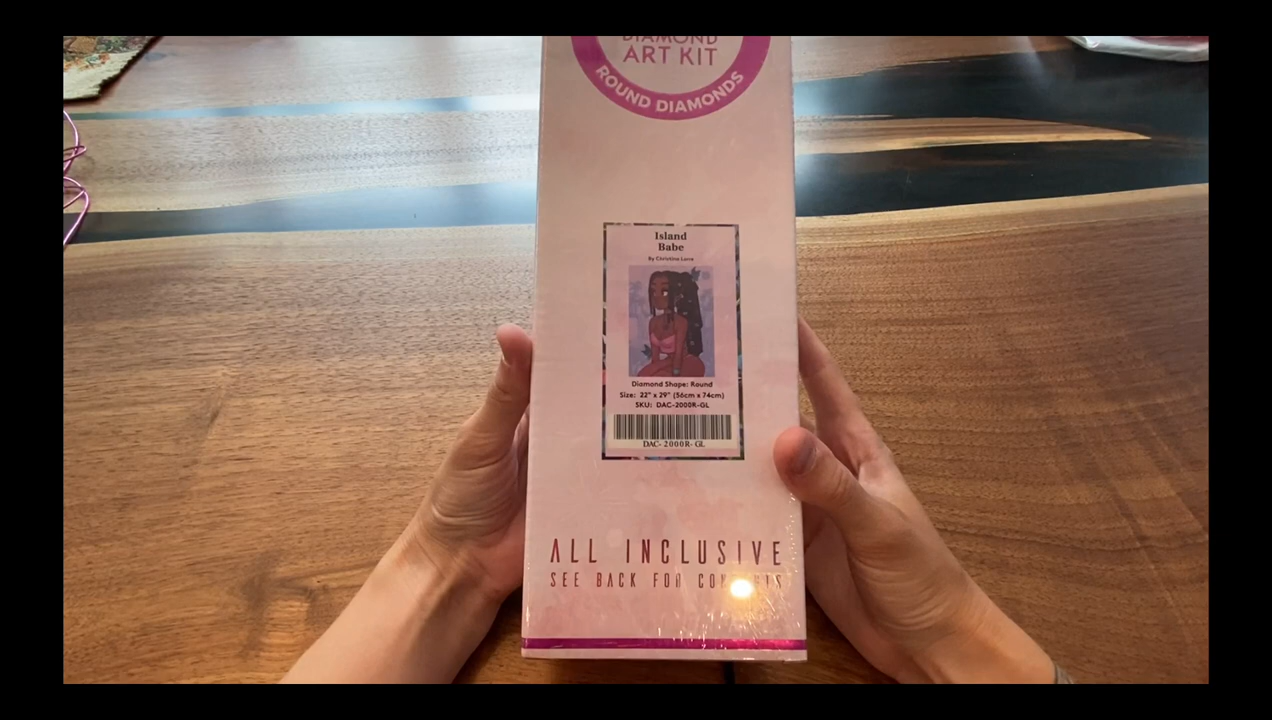 DIAMOND
ART KIT
ROUND DIAMONDS
Island
Babe
By Christina Lorre
Diamond Shape: Round
Size: 22" x 29" (56cm x 74cm)
SKU: DAC-2000R-GL
DAC- 2000R- GL
ALL INCLUSIVE
SEE BACK FOR CONTENTS